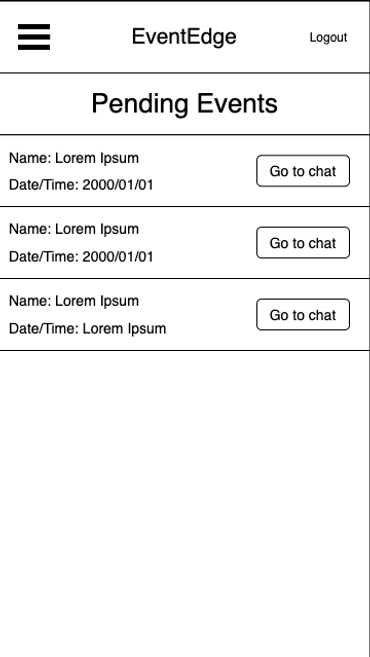 EventEdge
Logout
Pending Events
Name: Lorem Ipsum
Date/Time: 2000/01/01
Go to chat
Name: Lorem Ipsum
Date/Time: 2000/01/01
Go to chat
Name: Lorem Ipsum
Date/Time: Lorem Ipsum
Go to chat